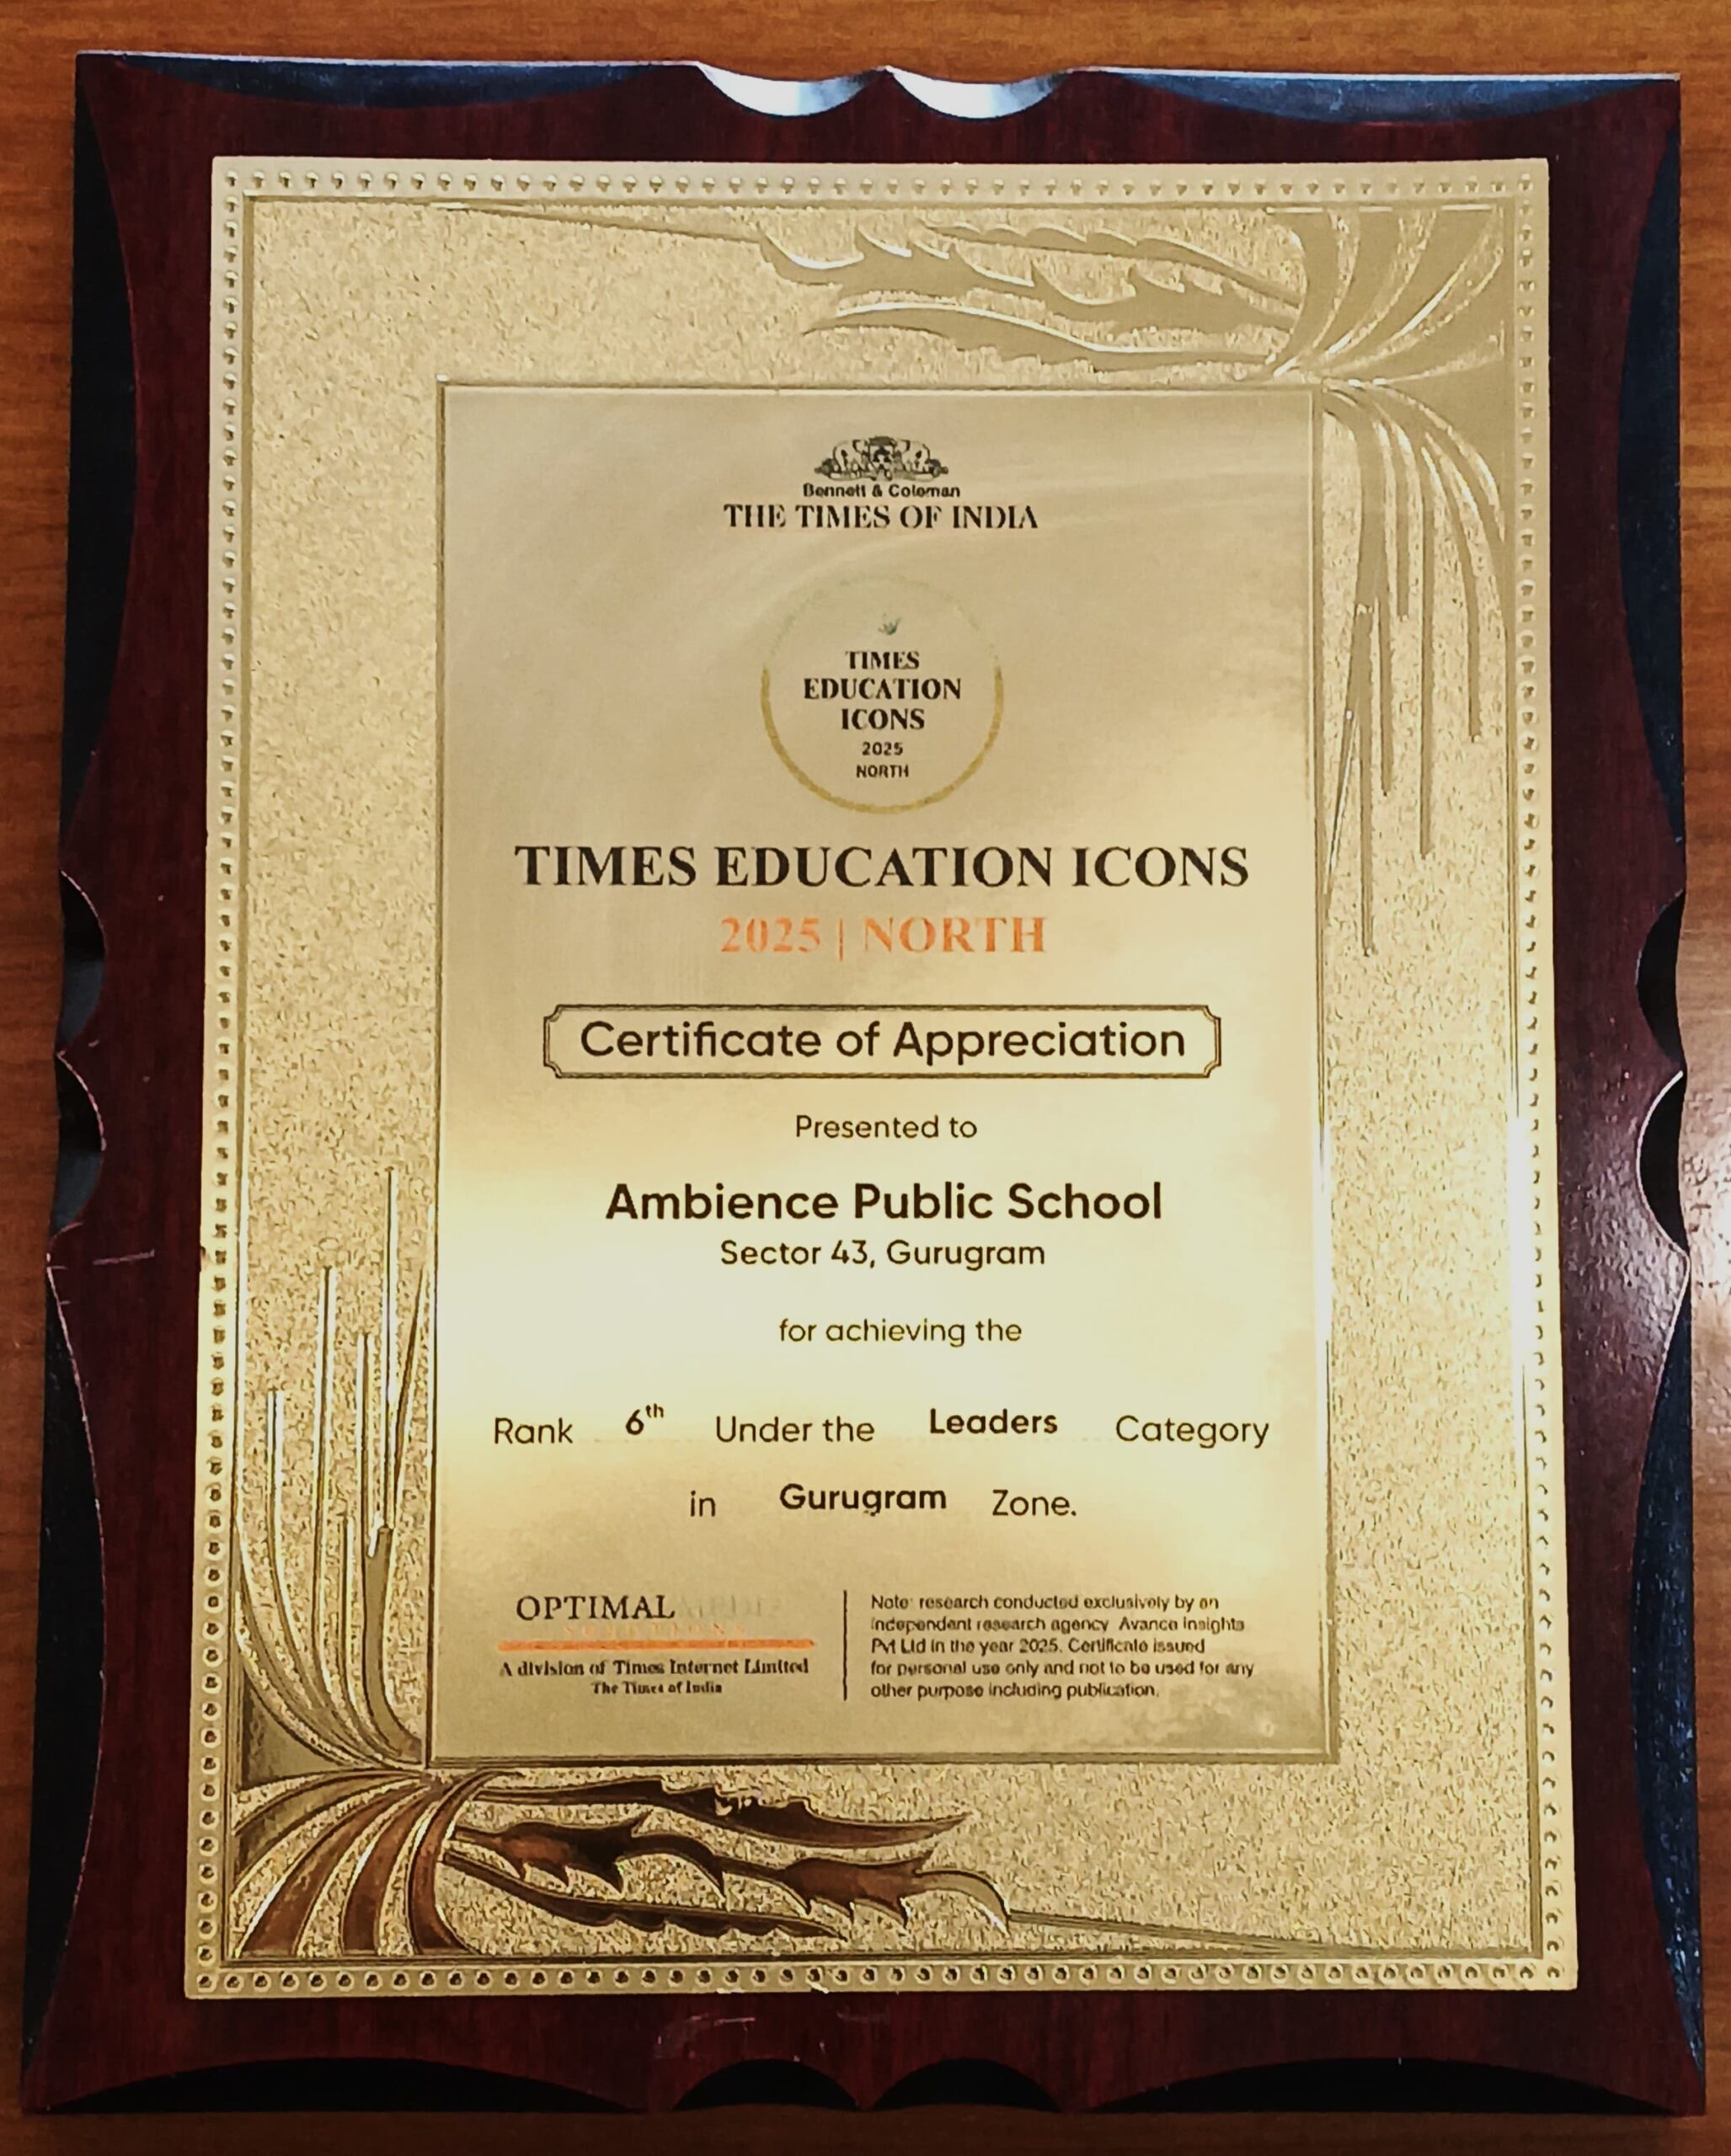 Bennett & Coleman
THE TIMES OF INDIA
TIMES
EDUCATION
ICONS
2025
NORTH
TIMES EDUCATION ICONS
2025 | NORTH
Certificate of Appreciation
Presented to
Ambience Public School
Sector 43, Gurugram
for achieving the
Rank 6th Under the Leaders Category
in Gurugram Zone.
OPTIMAL MEDIA
SOLUTIONS
A division of Times Internet Limited
The Times of India
Note: research conducted exclusively by an
independent research agency Avance Insights
Pvt Ltd in the year 2025. Certificate issued
for personal use only and not to be used for any
other purpose including publication.